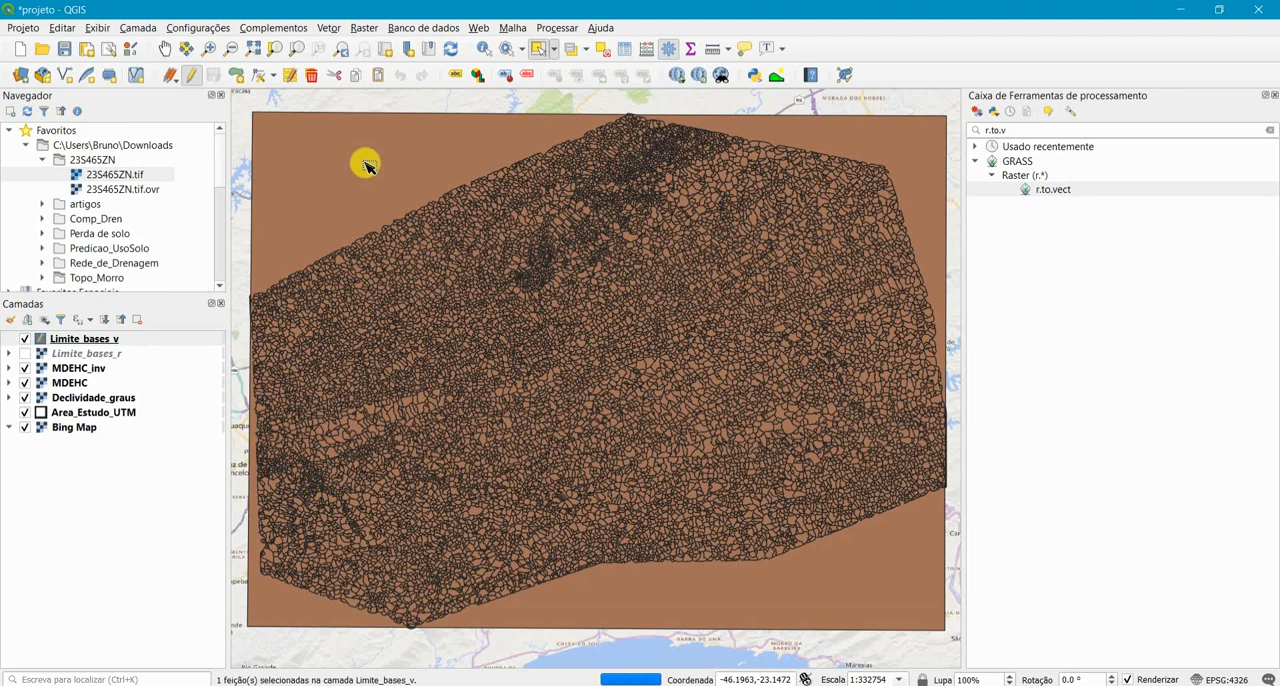 *projeto - QGIS
Projeto Editar Exibir Camada Configurações Complementos Vetor Raster Banco de dados Web Malha Processar Ajuda
Navegador
Favoritos
C:\Users\Bruno\Downloads
23S465ZN
23S465ZN.tif
23S465ZN.tif.ovr
artigos
Comp_Dren
Perda de solo
Predicao_UsoSolo
Rede_de_Drenagem
Topo_Morro
Camadas
Limite_bases_v
Limite_bases_r
MDEHC_inv
MDEHC
Declividade_graus
Area_Estudo_UTM
Bing Map
MORADA DOS NOBRES
Caixa de Ferramentas de processamento
r.to.v
Usado recentemente
GRASS
Raster (r.*)
r.to.vect
Escreva para localizar (Ctrl+K)
1 feição(s) selecionadas na camada Limite_bases_v.
Coordenada -46.1963,-23.1472
Escala 1:332754
Lupa 100%
Rotação 0.0 °
Renderizar
EPSG:4326